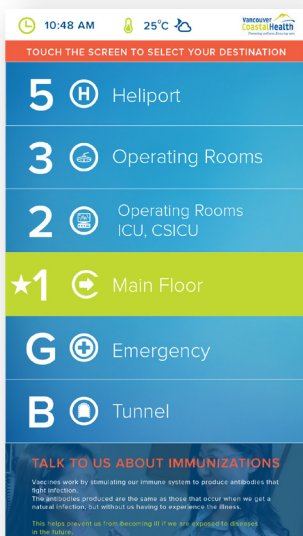 10:48 AM
25°C
Vancouver
CoastalHealth
Promoting wellness. Ensuring care.
TOUCH THE SCREEN TO SELECT YOUR DESTINATION
5 H Heliport
3 Operating Rooms
2 Operating Rooms
ICU, CSICU
★1 Main Floor
G Emergency
B Tunnel
TALK TO US ABOUT IMMUNIZATIONS
Vaccines work by stimulating our immune system to produce antibodies that
fight infection.
The antibodies produced are the same as those that occur when we get a
natural infection, but without us having to experience the illness.
This helps prevent us from becoming ill if we are exposed to diseases
in the future.